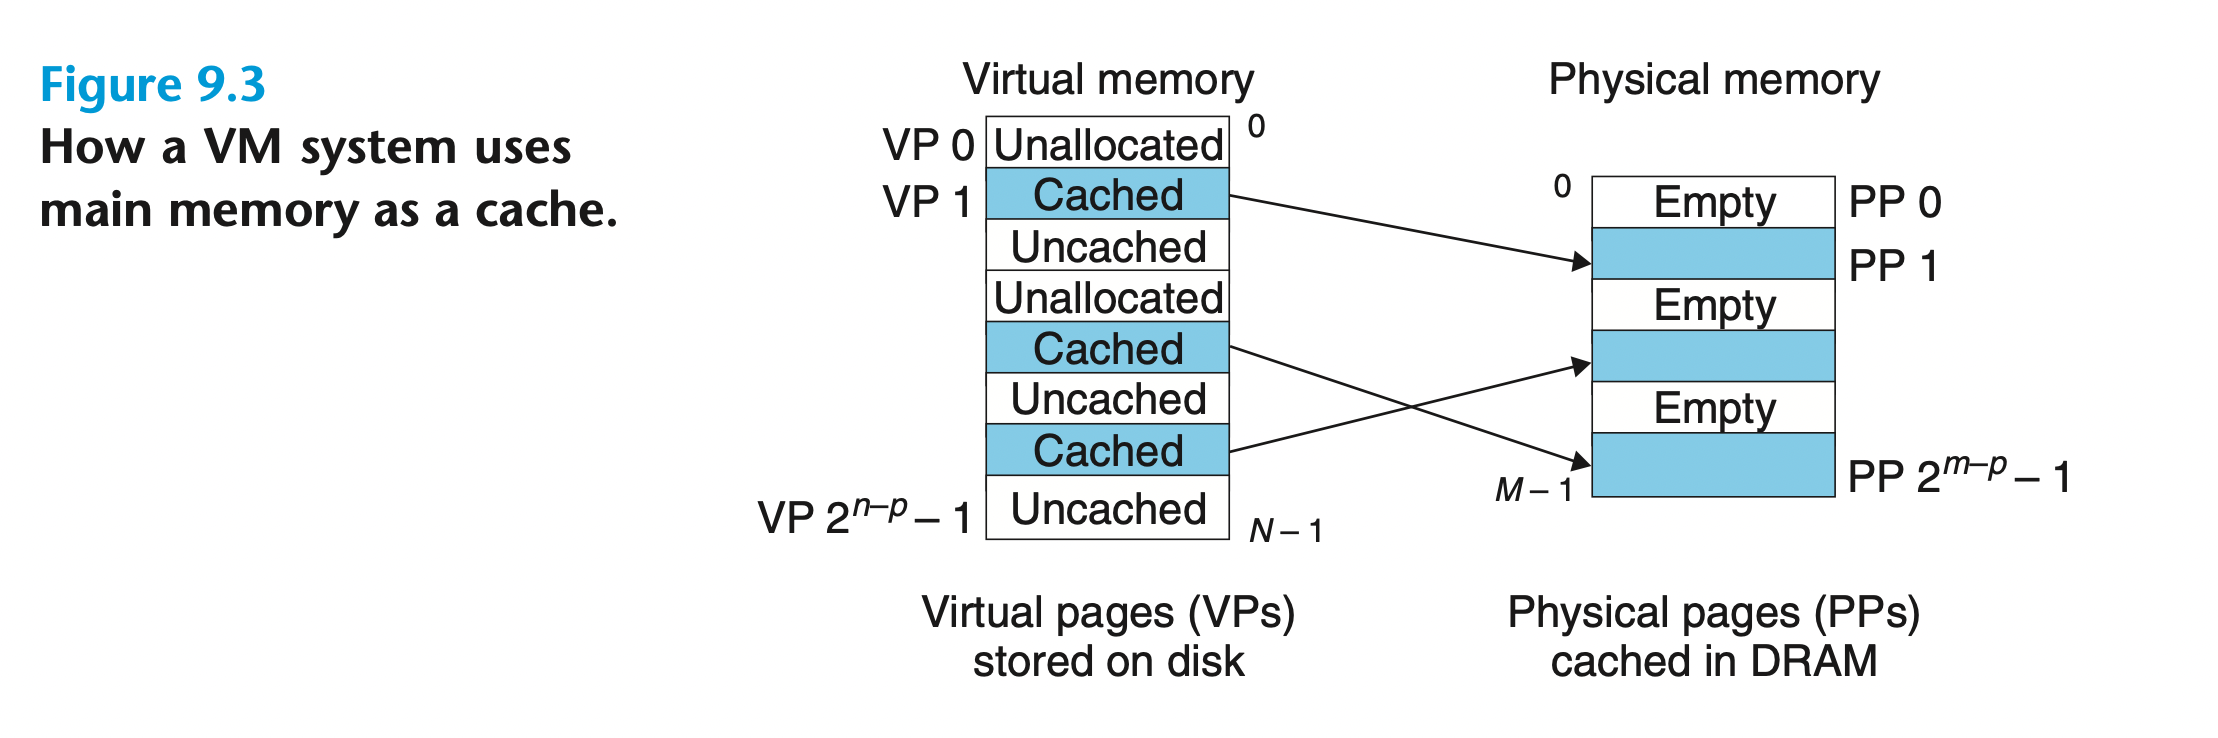 Figure 9.3
How a VM system uses
main memory as a cache.
Virtual memory
VP 0 Unallocated 0
VP 1 Cached
Uncached
Unallocated
Cached
Uncached
Cached
VP 2^{n–p} – 1 Uncached
N – 1
Virtual pages (VPs)
stored on disk
Physical memory
0 Empty PP 0
PP 1
Empty
Empty
M – 1 PP 2^{m–p} – 1
Physical pages (PPs)
cached in DRAM